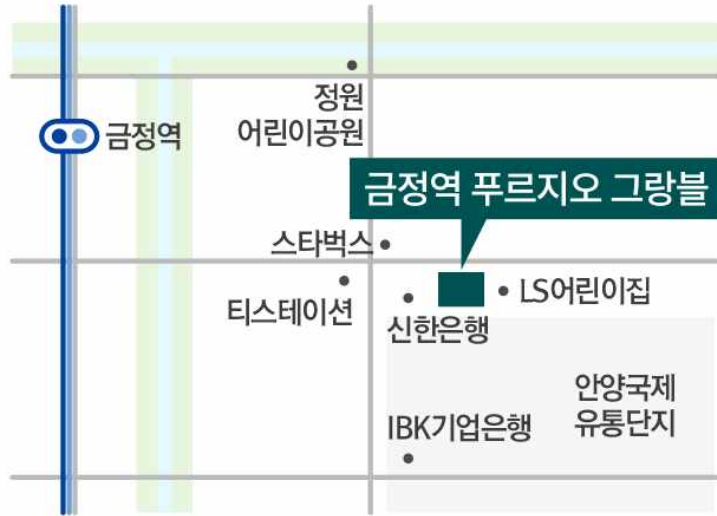 정원
어린이공원
금정역
금정역 푸르지오 그랑블
스타벅스
티스테이션
LS어린이집
신한은행
안양국제
유통단지
IBK기업은행